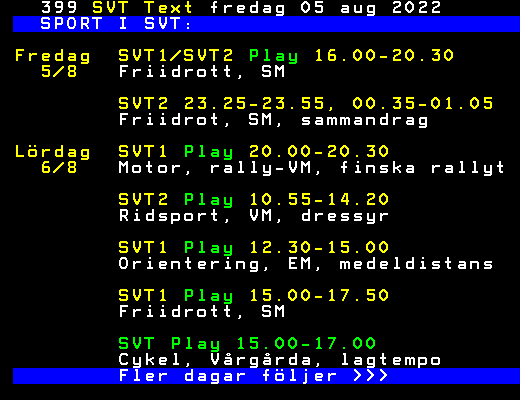 399 SVT Text fredag 05 aug 2022
SPORT I SVT:
Fredag SVT1/SVT2 Play 16.00-20.30
5/8 Friidrott, SM
SVT2 23.25-23.55, 00.35-01.05
Friidrot, SM, sammandrag
Lördag SVT1 Play 20.00-20.30
6/8 Motor, rally-VM, finska rallyt
SVT2 Play 10.55-14.20
Ridsport, VM, dressyr
SVT1 Play 12.30-15.00
Orientering, EM, medeldistans
SVT1 Play 15.00-17.50
Friidrott, SM
SVT Play 15.00-17.00
Cykel, Vårgårda, lagtempo
Fler dagar följer >>>